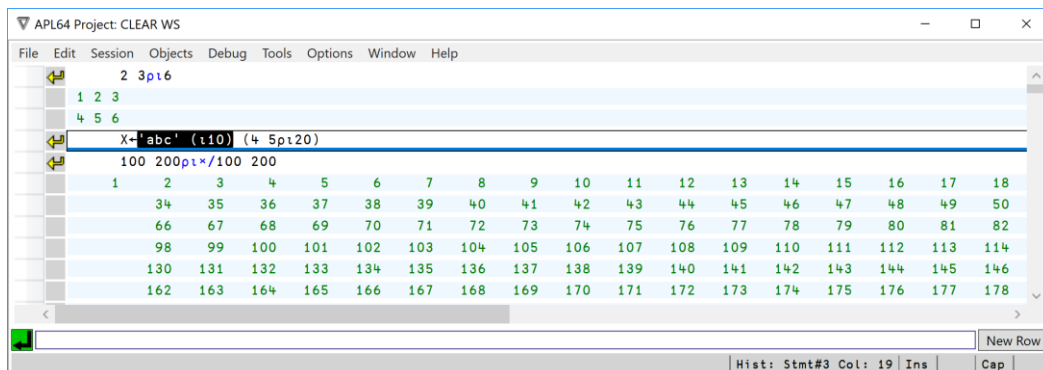 APL64 Project: CLEAR WS
File Edit Session Objects Debug Tools Options Window Help
2 3⍴⍳6
1 2 3
4 5 6
X←'abc' (⍳10) (4 5⍴⍳20)
100 200⍴⍳×/100 200
1 2 3 4 5 6 7 8 9 10 11 12 13 14 15 16 17 18
34 35 36 37 38 39 40 41 42 43 44 45 46 47 48 49 50
66 67 68 69 70 71 72 73 74 75 76 77 78 79 80 81 82
98 99 100 101 102 103 104 105 106 107 108 109 110 111 112 113 114
130 131 132 133 134 135 136 137 138 139 140 141 142 143 144 145 146
162 163 164 165 166 167 168 169 170 171 172 173 174 175 176 177 178
New Row
Hist: Stmt#3 Col: 19 Ins Cap